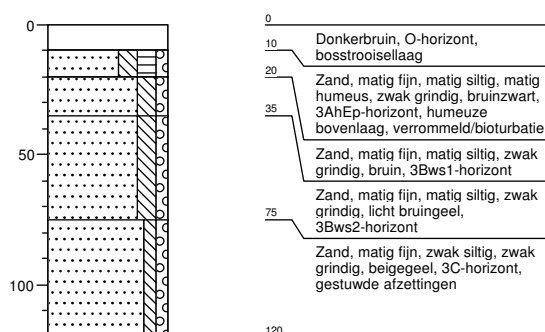 0
50
100
0
10
Donkerbruin, O-horizont,
bosstrooisellaag
20
Zand, matig fijn, matig siltig, matig
humeus, zwak grindig, bruinzwart,
3AhEp-horizont, humeuze
bovenlaag, verrommeld/bioturbatie
35
Zand, matig fijn, matig siltig, zwak
grindig, bruin, 3Bws1-horizont
Zand, matig fijn, matig siltig, zwak
grindig, licht bruingeel,
3Bws2-horizont
75
Zand, matig fijn, zwak siltig, zwak
grindig, beigegeel, 3C-horizont,
gestuwde afzettingen
120